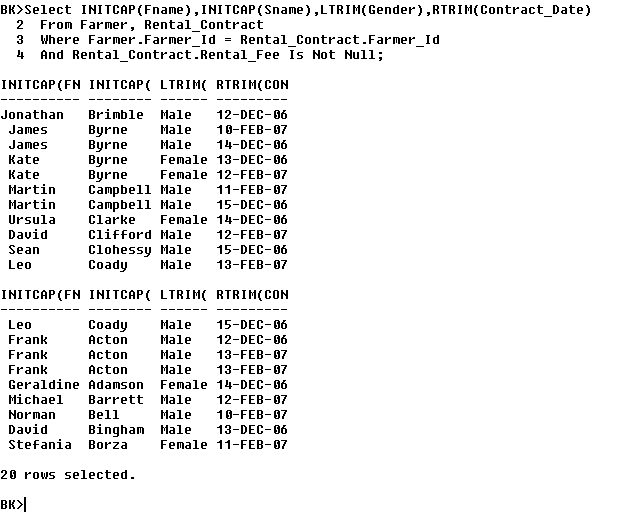 BK>Select INITCAP(Fname),INITCAP(Sname),LTRIM(Gender),RTRIM(Contract_Date)
2 From Farmer, Rental_Contract
3 Where Farmer.Farmer_Id = Rental_Contract.Farmer_Id
4 And Rental_Contract.Rental_Fee Is Not Null;
INITCAP(FN INITCAP( LTRIM( RTRIM(CON
---------- --------- ------ ---------
Jonathan Brimble Male 12-DEC-06
James Byrne Male 10-FEB-07
James Byrne Male 14-DEC-06
Kate Byrne Female 13-DEC-06
Kate Byrne Female 12-FEB-07
Martin Campbell Male 11-FEB-07
Martin Campbell Male 15-DEC-06
Ursula Clarke Female 14-DEC-06
David Clifford Male 12-FEB-07
Sean Clohessy Male 15-DEC-06
Leo Coady Male 13-FEB-07
INITCAP(FN INITCAP( LTRIM( RTRIM(CON
---------- --------- ------ ---------
Leo Coady Male 15-DEC-06
Frank Acton Male 12-DEC-06
Frank Acton Male 13-FEB-07
Frank Acton Male 13-FEB-07
Geraldine Adamson Female 14-DEC-06
Michael Barrett Male 12-FEB-07
Norman Bell Male 10-FEB-07
David Bingham Male 13-DEC-06
Stefania Borza Female 11-FEB-07
20 rows selected.
BK>